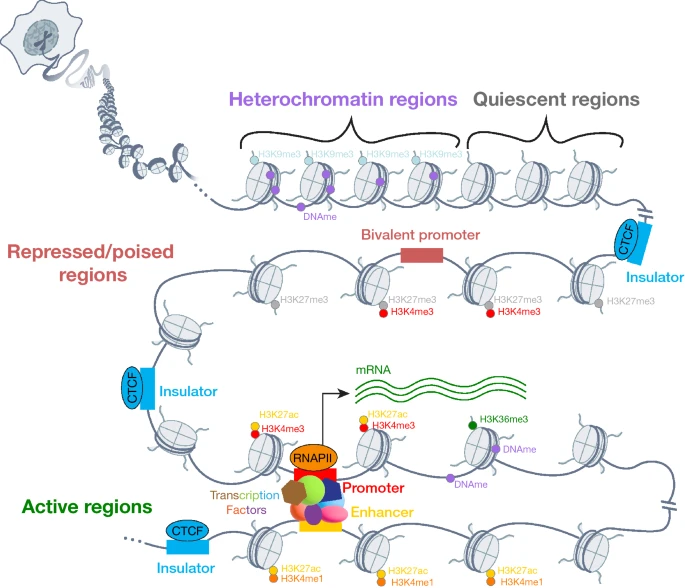 Heterochromatin regions
Quiescent regions
H3K9me3
H3K9me3
H3K9me3
H3K9me3
DNAme
CTCF
Insulator
Repressed/poised
regions
Bivalent promoter
H3K27me3
H3K27me3
H3K4me3
H3K27me3
H3K4me3
H3K27me3
CTCF
Insulator
mRNA
H3K27ac
H3K4me3
H3K27ac
H3K4me3
H3K36me3
RNAPII
DNAme
DNAme
Promoter
Transcription
Factors
Enhancer
Active regions
CTCF
Insulator
H3K27ac
H3K4me1
H3K27ac
H3K4me1
H3K27ac
H3K4me1